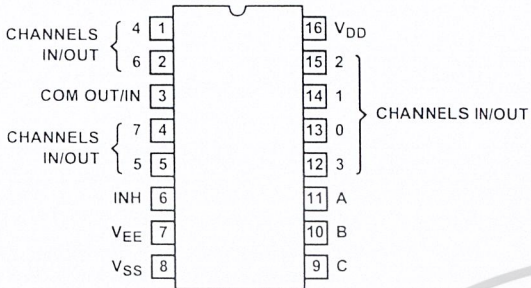 CHANNELS IN/OUT
4 1
6 2
COM OUT/IN 3
CHANNELS IN/OUT
7 4
5 5
INH 6
VEE 7
VSS 8
16 VDD
15 2
14 1
13 0
12 3
CHANNELS IN/OUT
11 A
10 B
9 C